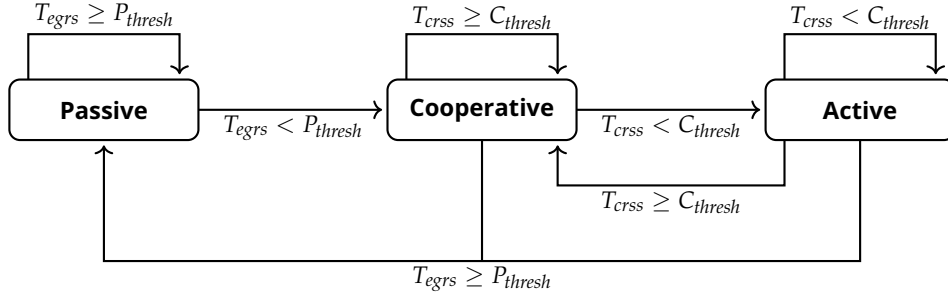 T_egrs ≥ P_thresh
T_crss ≥ C_thresh
T_crss < C_thresh
Passive
Cooperative
Active
T_egrs < P_thresh
T_crss < C_thresh
T_crss ≥ C_thresh
T_egrs ≥ P_thresh